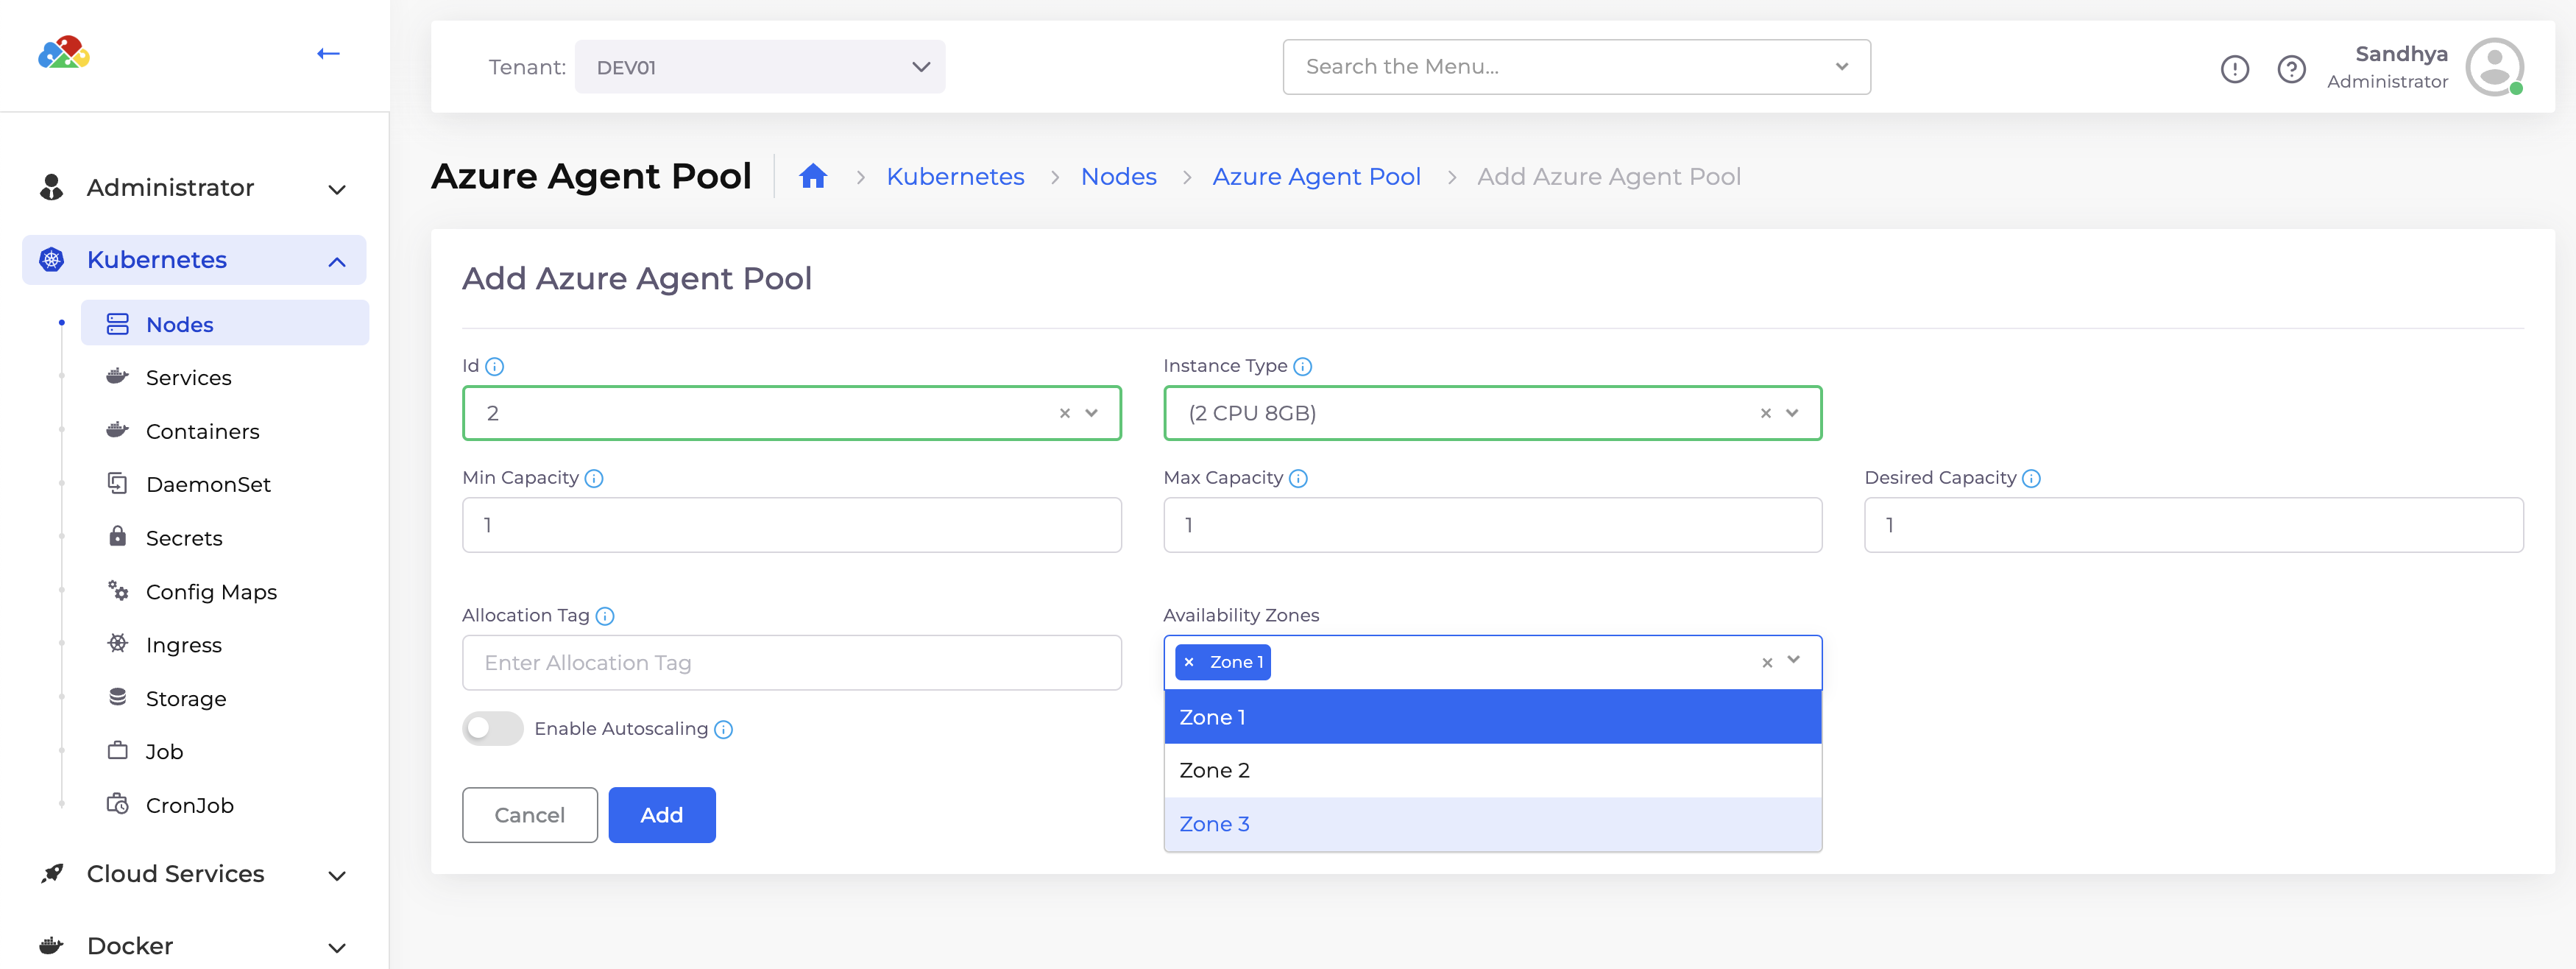 Tenant: DEV01 Search the Menu... Sandhya
Administrator
Administrator
Kubernetes
Nodes
Services
Containers
DaemonSet
Secrets
Config Maps
Ingress
Storage
Job
CronJob
Cloud Services
Docker
Azure Agent Pool Kubernetes > Nodes > Azure Agent Pool > Add Azure Agent Pool
Add Azure Agent Pool
Id Instance Type
2 (2 CPU 8GB)
Min Capacity Max Capacity Desired Capacity
1 1 1
Allocation Tag Availability Zones
Enter Allocation Tag × Zone 1
Enable Autoscaling
Zone 1
Zone 2
Zone 3
Cancel Add